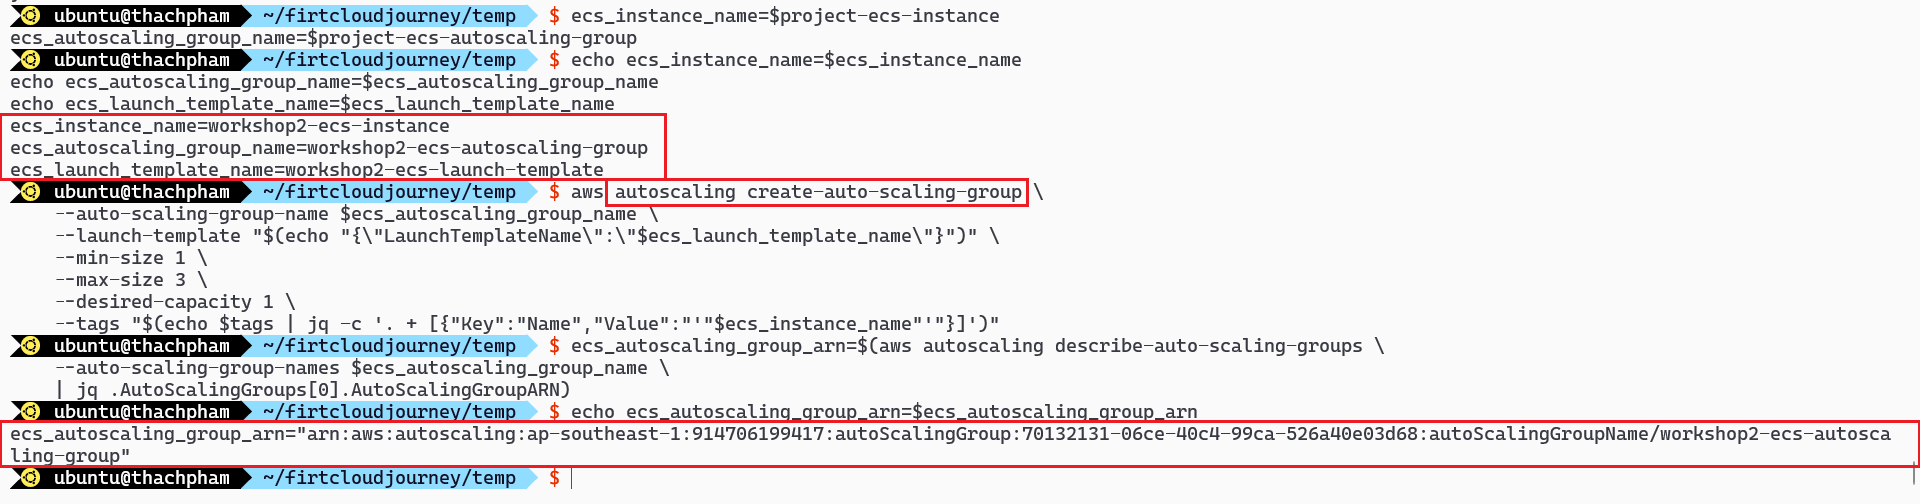 ubuntu@thachpham ~/firtcloudjourney/temp $ ecs_instance_name=$project-ecs-instance
ecs_autoscaling_group_name=$project-ecs-autoscaling-group
ubuntu@thachpham ~/firtcloudjourney/temp $ echo ecs_instance_name=$ecs_instance_name
echo ecs_autoscaling_group_name=$ecs_autoscaling_group_name
echo ecs_launch_template_name=$ecs_launch_template_name
ecs_instance_name=workshop2-ecs-instance
ecs_autoscaling_group_name=workshop2-ecs-autoscaling-group
ecs_launch_template_name=workshop2-ecs-launch-template
ubuntu@thachpham ~/firtcloudjourney/temp $ aws autoscaling create-auto-scaling-group \
    --auto-scaling-group-name $ecs_autoscaling_group_name \
    --launch-template "$(echo "{\"LaunchTemplateName\":\"$ecs_launch_template_name\"}")" \
    --min-size 1 \
    --max-size 3 \
    --desired-capacity 1 \
    --tags "$(echo $tags | jq -c '. + [{"Key":"Name","Value":"'"$ecs_instance_name"'"}]')"
ubuntu@thachpham ~/firtcloudjourney/temp $ ecs_autoscaling_group_arn=$(aws autoscaling describe-auto-scaling-groups \
    --auto-scaling-group-names $ecs_autoscaling_group_name \
    | jq .AutoScalingGroups[0].AutoScalingGroupARN)
ubuntu@thachpham ~/firtcloudjourney/temp $ echo ecs_autoscaling_group_arn=$ecs_autoscaling_group_arn
ecs_autoscaling_group_arn="arn:aws:autoscaling:ap-southeast-1:914706199417:autoScalingGroup:70132131-06ce-40c4-99ca-526a40e03d68:autoScalingGroupName/workshop2-ecs-autosca
ling-group"
ubuntu@thachpham ~/firtcloudjourney/temp $